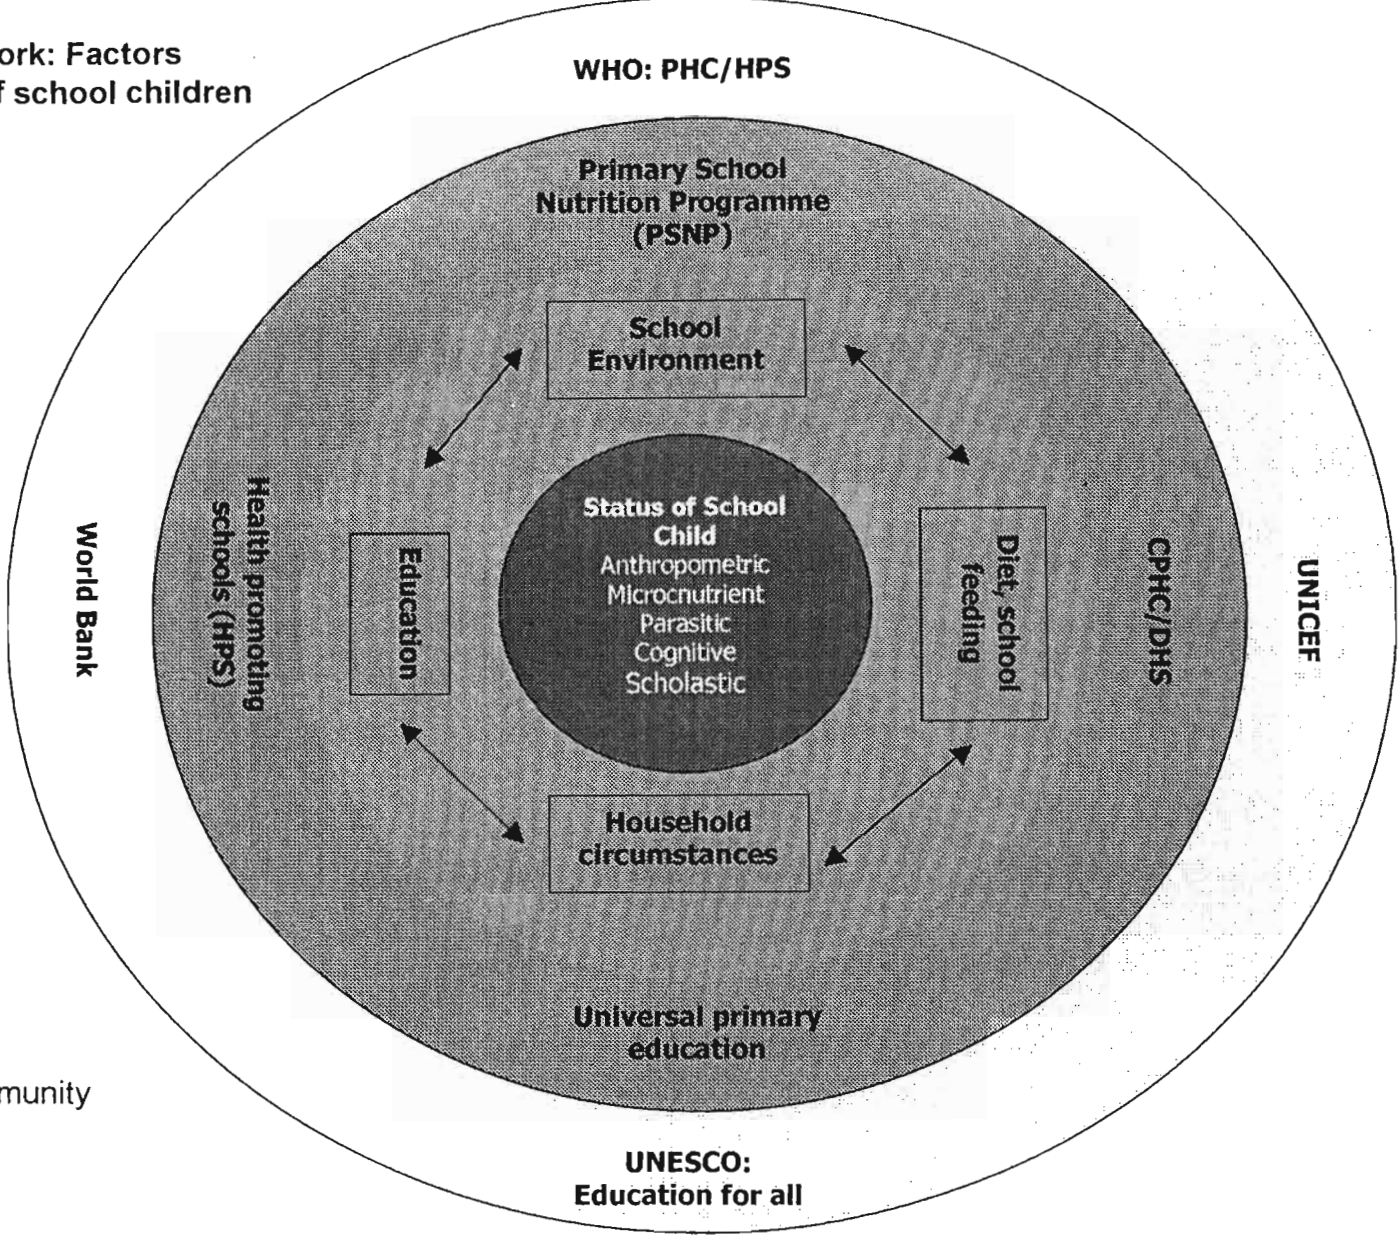 ork: Factors
f school children
WHO: PHC/HPS
Primary School
Nutrition Programme
(PSNP)
School
Environment
Status of School
Child
Anthropometric
Microcnutrient
Parasitic
Cognitive
Scholastic
World Bank
Health promoting
schools (HPS)
Education
Diet, school
feeding
CPHC/DHS
UNICEF
Household
circumstances
Universal primary
education
munity
UNESCO:
Education for all